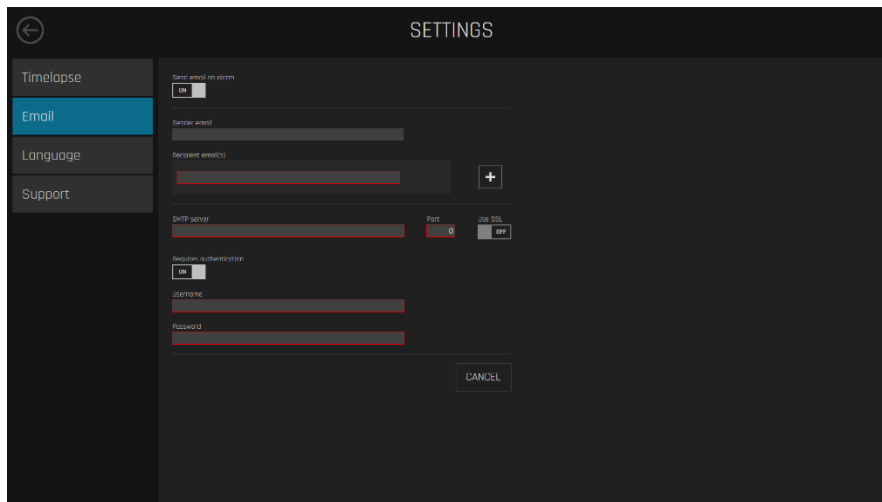 SETTINGS
Timelapse
Email
Language
Support
Send email on alarm
ON
Sender email
Recipient email(s)
+
SMTP server Port Use SSL
0 OFF
Requires authentication
ON
Username
Password
CANCEL